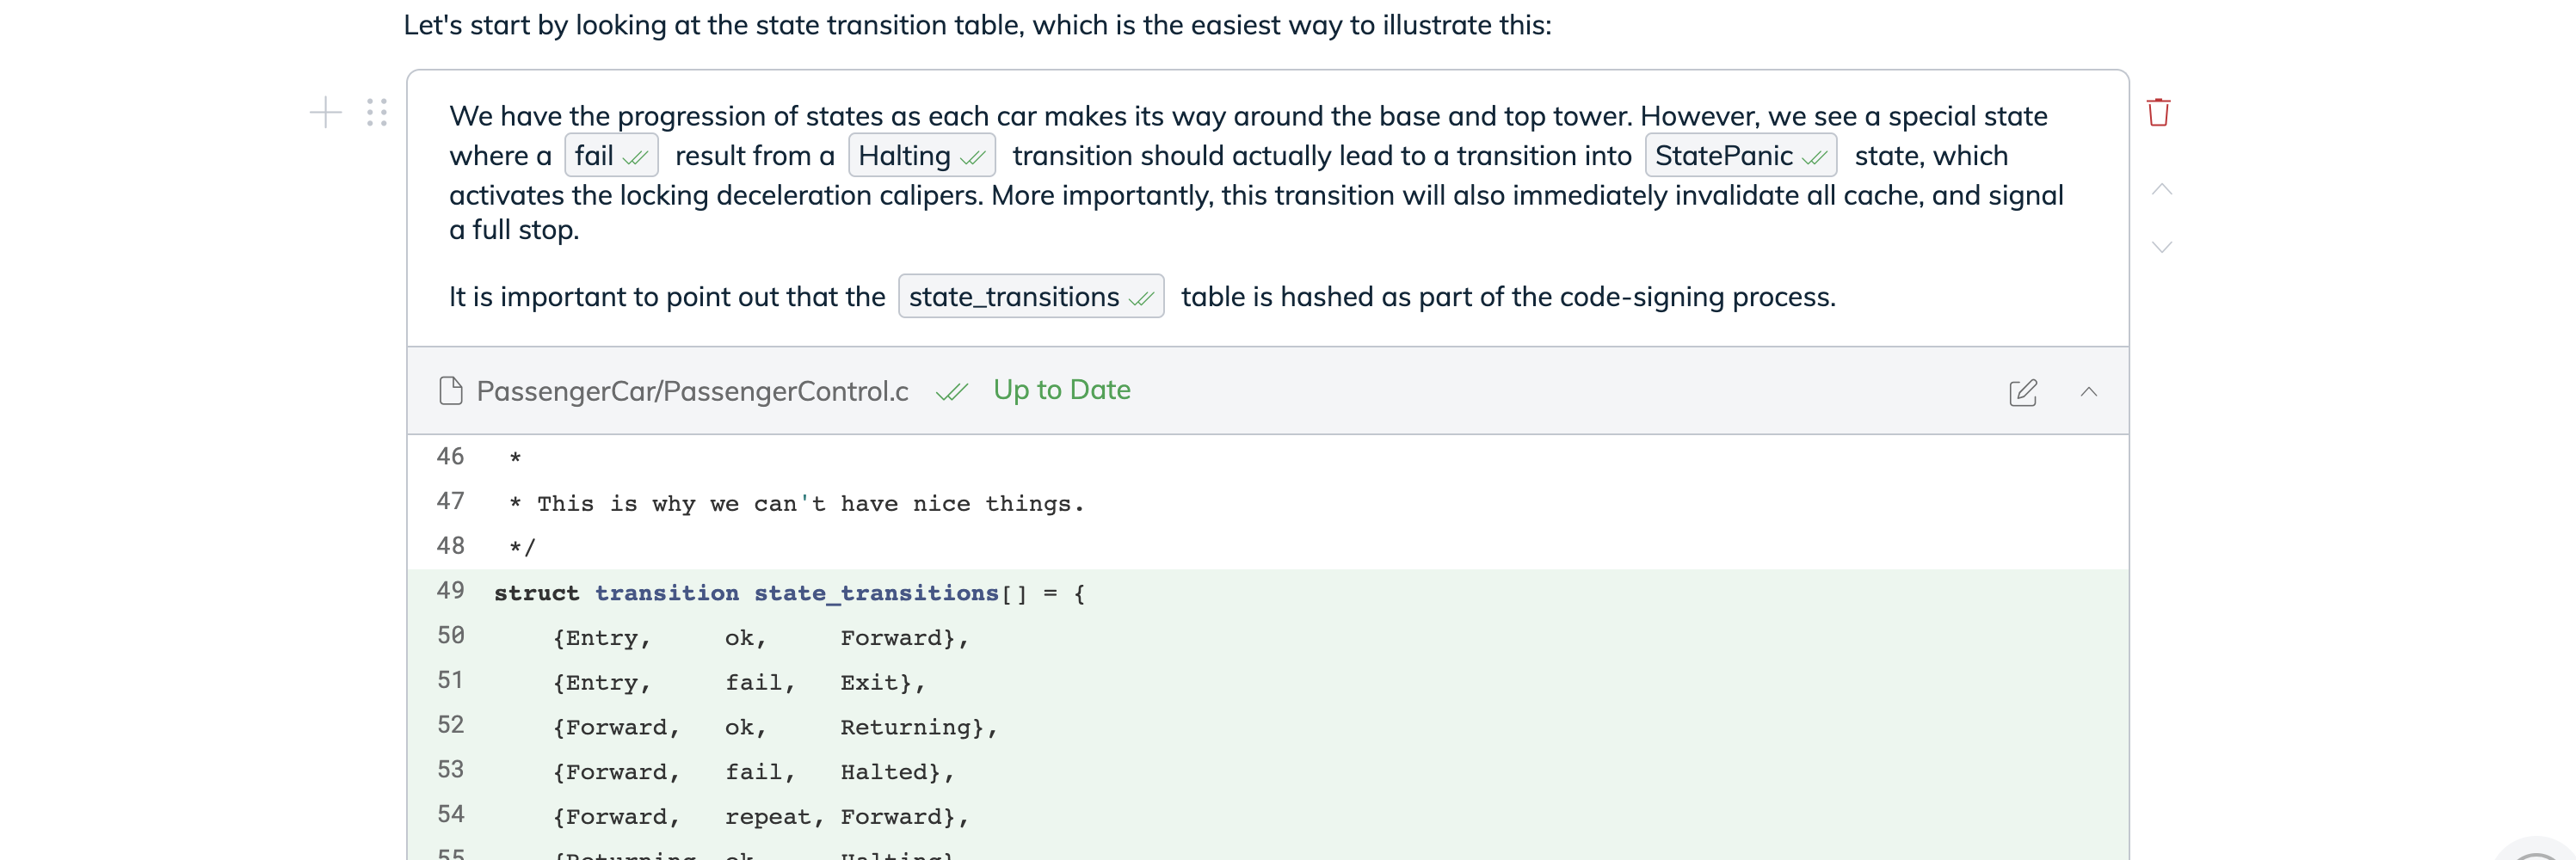 Let's start by looking at the state transition table, which is the easiest way to illustrate this:
We have the progression of states as each car makes its way around the base and top tower. However, we see a special state
where a fail result from a Halting transition should actually lead to a transition into StatePanic state, which
activates the locking deceleration calipers. More importantly, this transition will also immediately invalidate all cache, and signal
a full stop.
It is important to point out that the state_transitions table is hashed as part of the code-signing process.
PassengerCar/PassengerControl.c Up to Date
46 *
47 * This is why we can't have nice things.
48 */
49 struct transition state_transitions[] = {
50 {Entry, ok, Forward},
51 {Entry, fail, Exit},
52 {Forward, ok, Returning},
53 {Forward, fail, Halted},
54 {Forward, repeat, Forward},
55